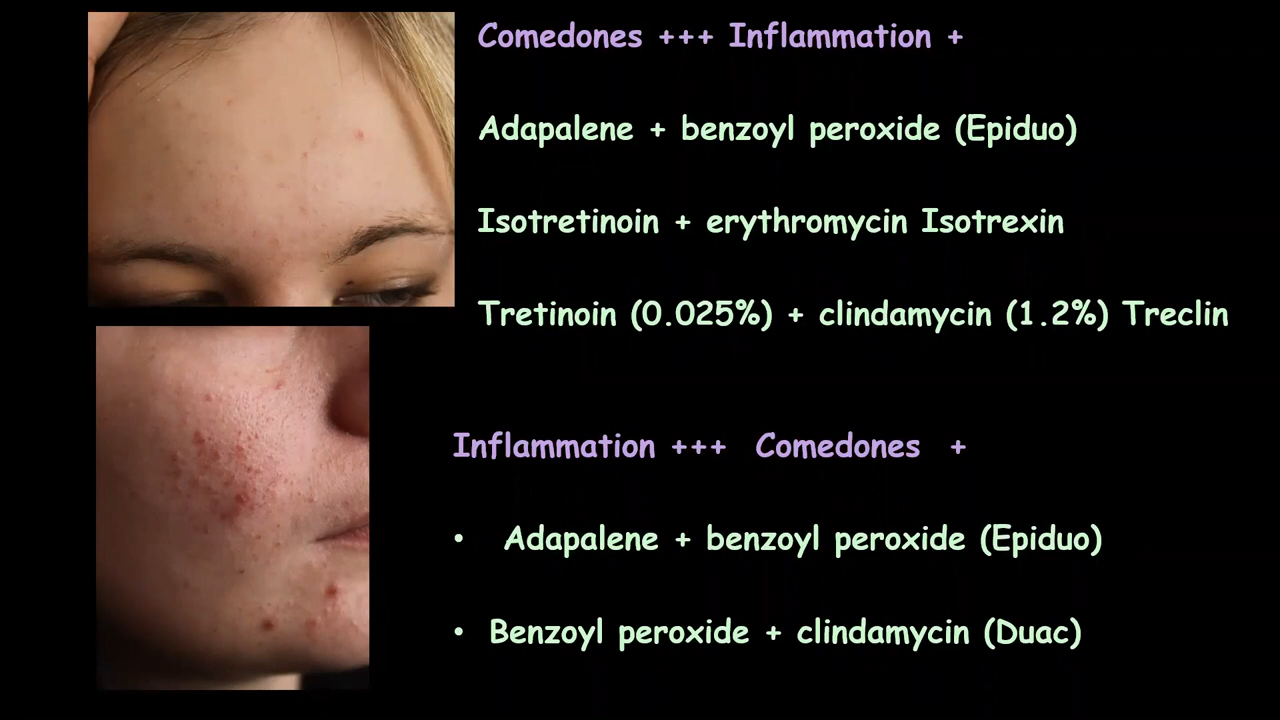 Comedones +++ Inflammation +
Adapalene + benzoyl peroxide (Epiduo)
Isotretinoin + erythromycin Isotrexin
Tretinoin (0.025%) + clindamycin (1.2%) Treclin
Inflammation +++ Comedones +
• Adapalene + benzoyl peroxide (Epiduo)
• Benzoyl peroxide + clindamycin (Duac)